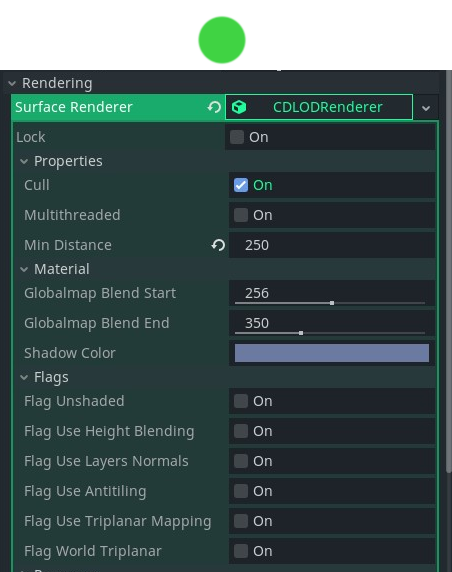 Rendering
Surface Renderer CDLODRenderer
Lock On
Properties
Cull On
Multithreaded On
Min Distance 250
Material
Globalmap Blend Start 256
Globalmap Blend End 350
Shadow Color
Flags
Flag Unshaded On
Flag Use Height Blending On
Flag Use Layers Normals On
Flag Use Antitiling On
Flag Use Triplanar Mapping On
Flag World Triplanar On